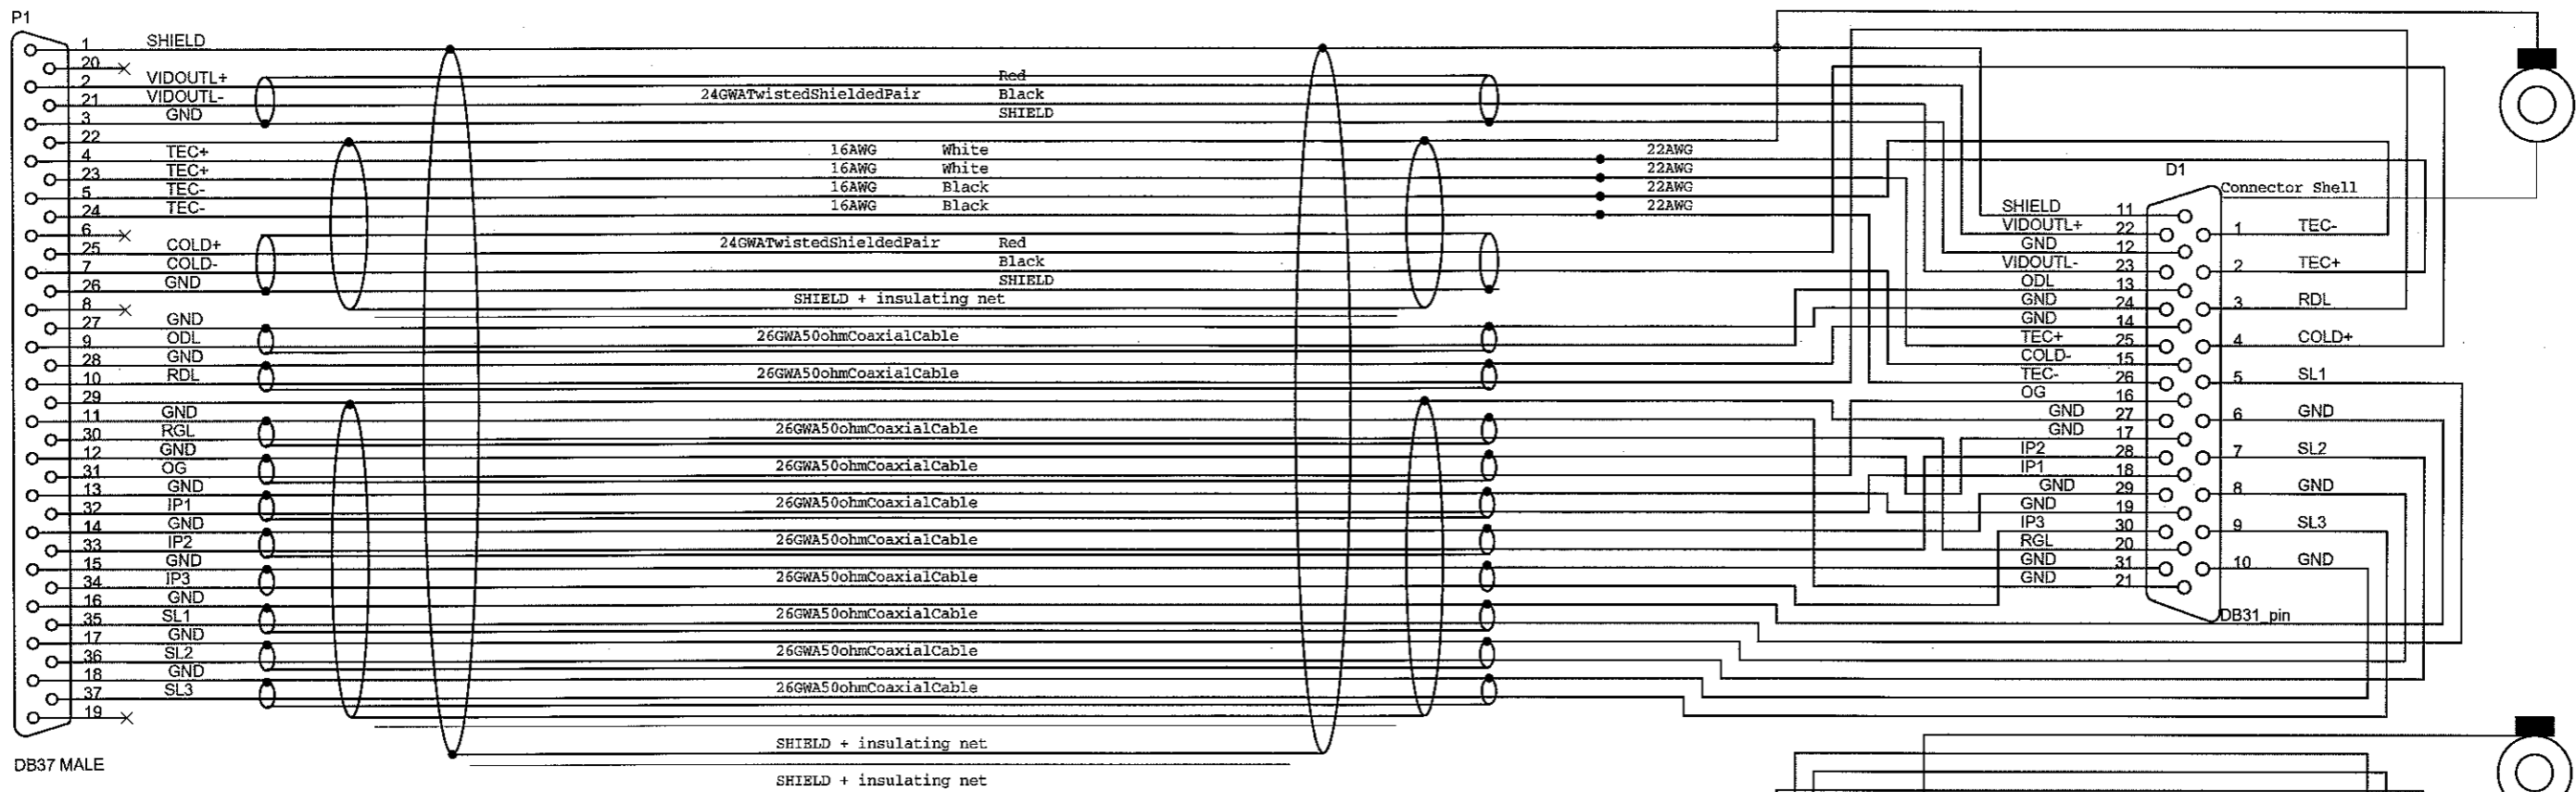 P1
1 SHIELD
20
2 VIDOUTL+ Red
21 VIDOUTL- 24GWATwistedShieldedPair Black
3 GND SHIELD
22
4 TEC+ 16AWG White 22AWG
23 TEC+ 16AWG White 22AWG
5 TEC- 16AWG Black 22AWG
24 TEC- 16AWG Black 22AWG
6
25 COLD+ 24GWATwistedShieldedPair Red
7 COLD- Black
26 GND SHIELD
8 SHIELD + insulating net
27 GND
9 ODL 26GWA50ohmCoaxialCable
28 GND
10 RDL 26GWA50ohmCoaxialCable
29
11 GND
30 RGL 26GWA50ohmCoaxialCable
12 GND
31 OG 26GWA50ohmCoaxialCable
13 GND
32 IP1 26GWA50ohmCoaxialCable
14 GND
33 IP2 26GWA50ohmCoaxialCable
15 GND
34 IP3 26GWA50ohmCoaxialCable
16 GND
35 SL1 26GWA50ohmCoaxialCable
17 GND
36 SL2 26GWA50ohmCoaxialCable
18 GND
37 SL3 26GWA50ohmCoaxialCable
19
SHIELD + insulating net
DB37 MALE
SHIELD + insulating net
D1
Connector Shell
SHIELD 11
VIDOUTL+ 22
GND 12
VIDOUTL- 23
ODL 13
GND 24
GND 14
TEC+ 25
COLD- 15
TEC- 26
OG 16
GND 27
GND 17
IP2 28
IP1 18
GND 29
GND 19
IP3 30
RGL 20
GND 31
GND 21
1 TEC-
2 TEC+
3 RDL
4 COLD+
5 SL1
6 GND
7 SL2
8 GND
9 SL3
10 GND
DB31_pin